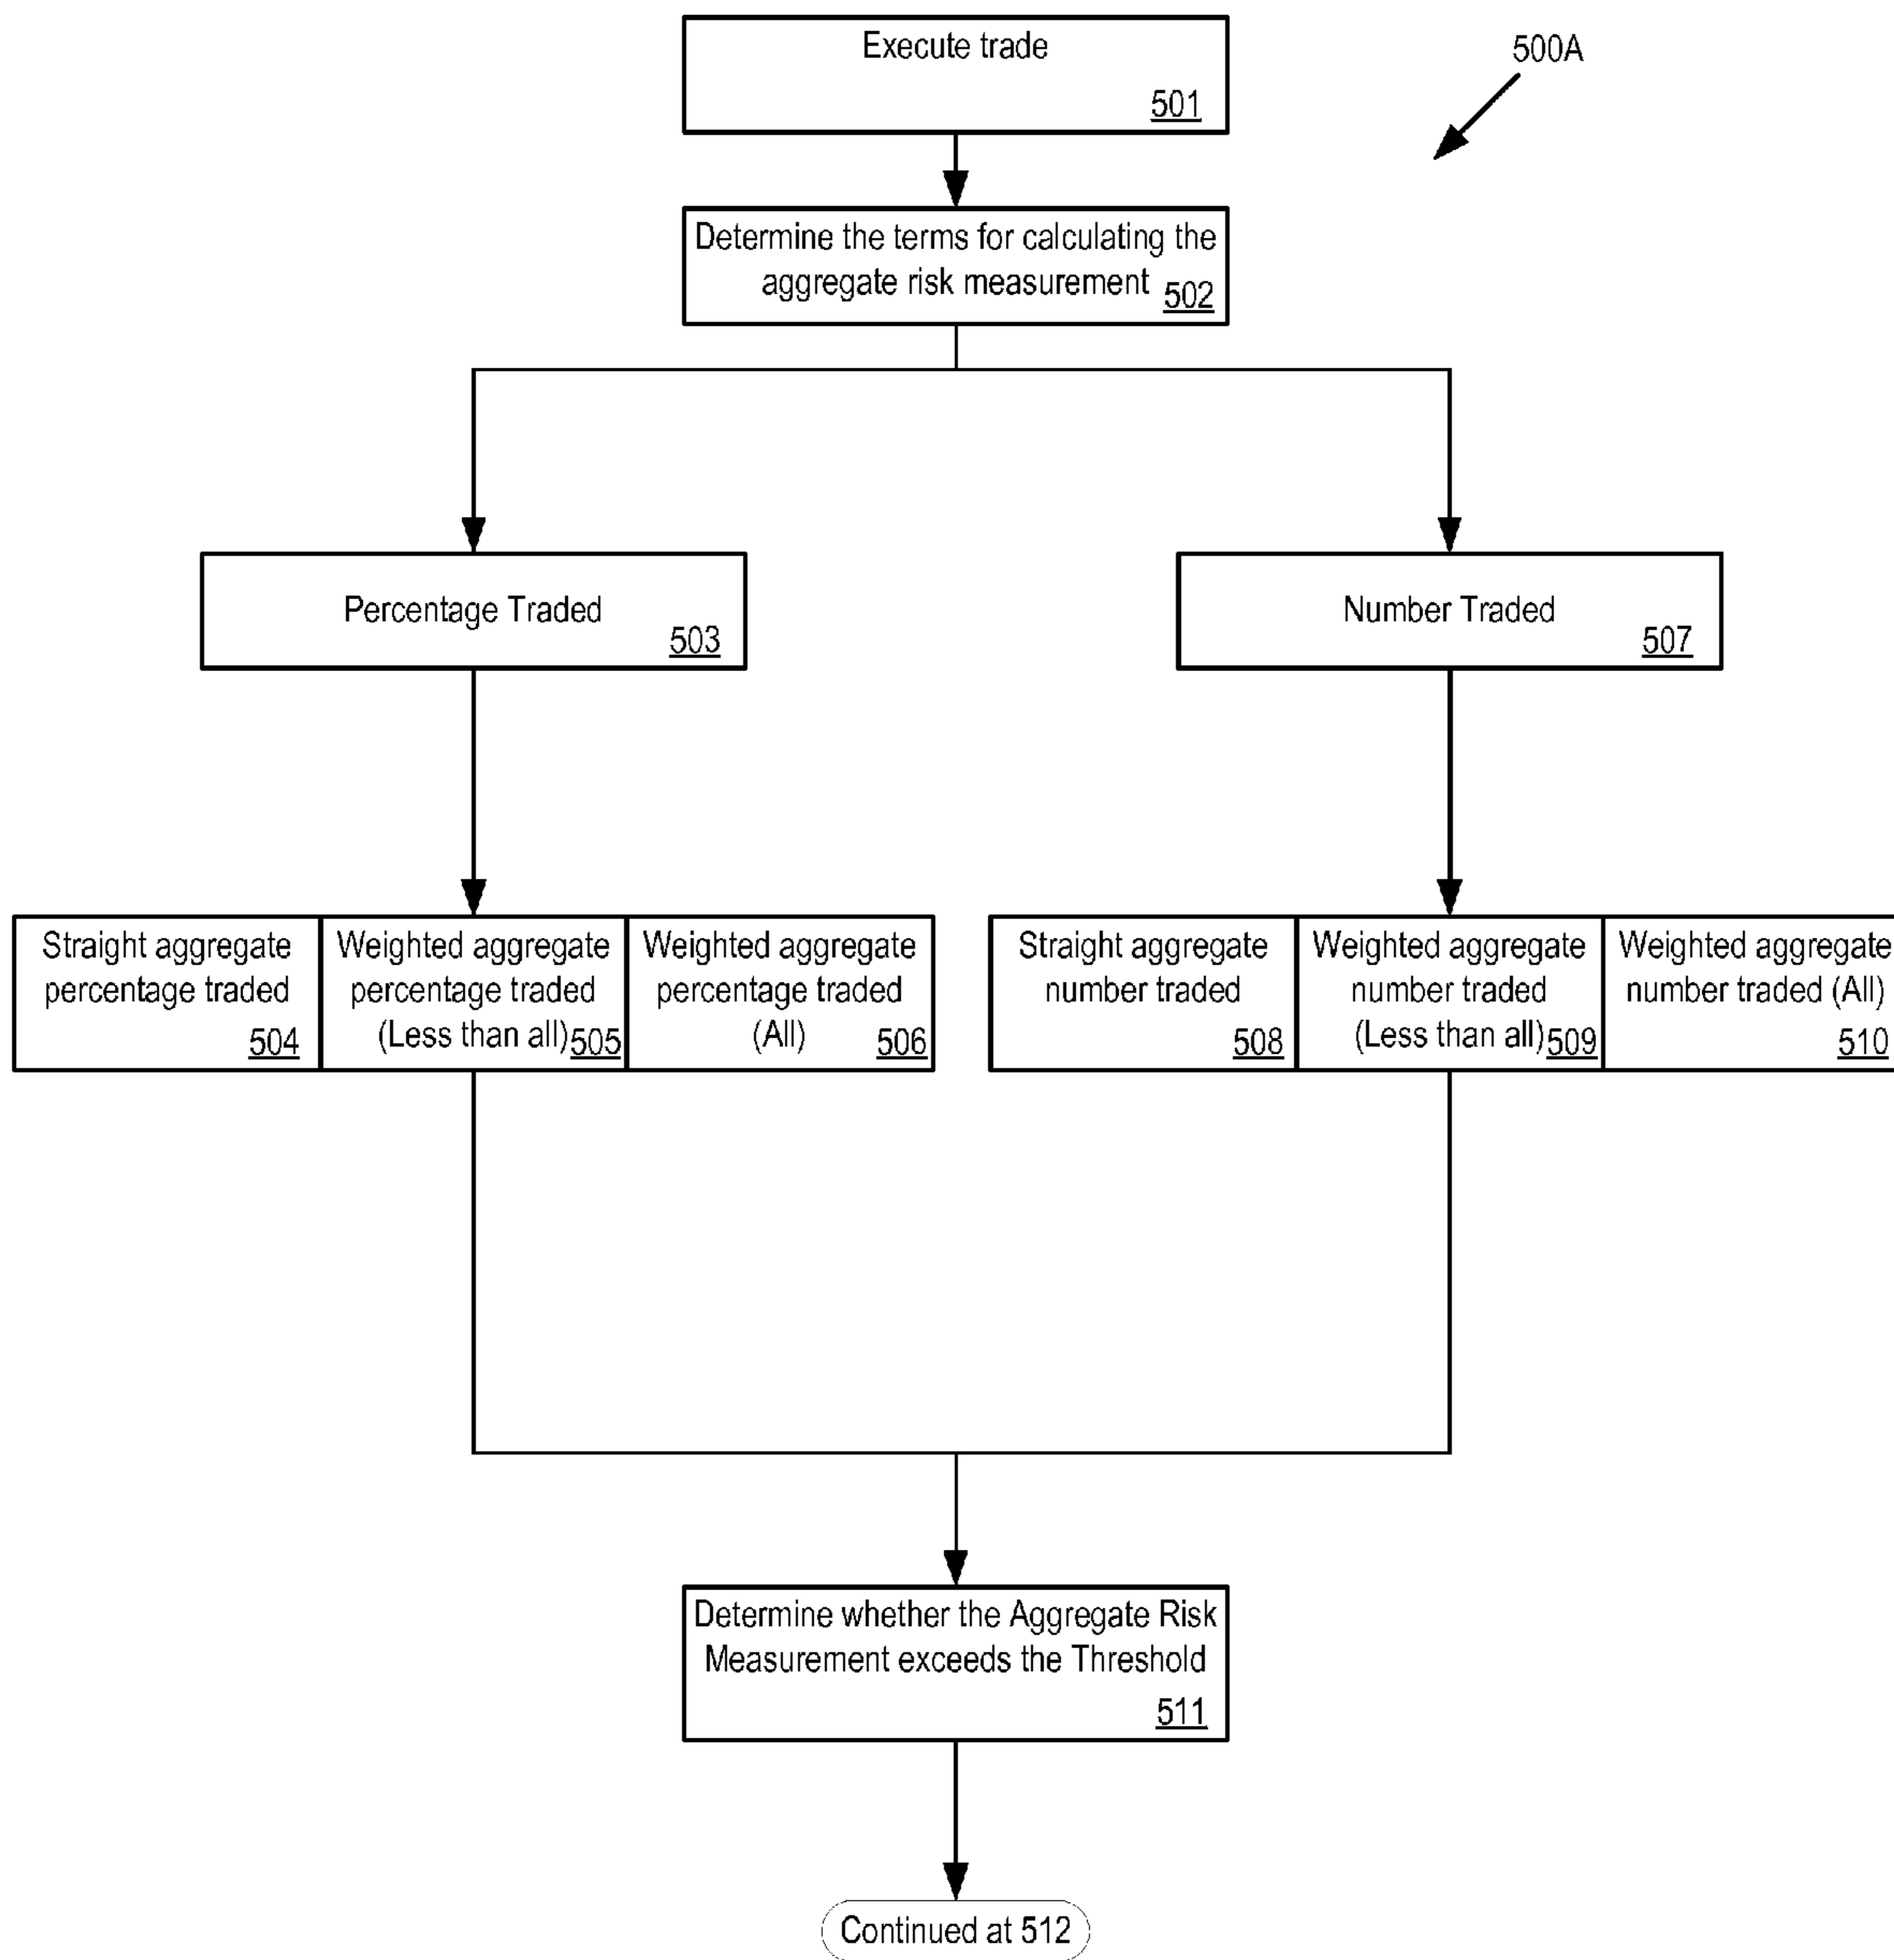 Execute trade
501
500A
Determine the terms for calculating the
aggregate risk measurement 502
Percentage Traded
503
Number Traded
507
Straight aggregate
percentage traded
504
Weighted aggregate
percentage traded
(Less than all) 505
Weighted aggregate
percentage traded
(All) 506
Straight aggregate
number traded
508
Weighted aggregate
number traded
(Less than all) 509
Weighted aggregate
number traded (All)
510
Determine whether the Aggregate Risk
Measurement exceeds the Threshold
511
Continued at 512